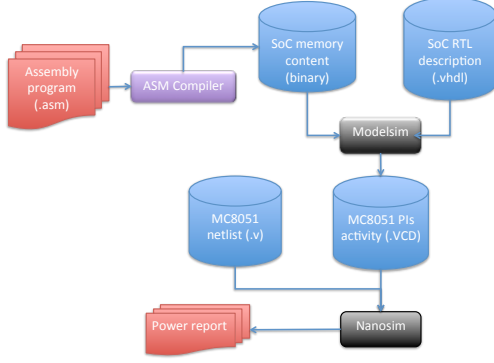 Assembly
program
(.asm)
ASM Compiler
SoC memory
content
(binary)
SoC RTL
description
(.vhdl)
Modelsim
MC8051
netlist (.v)
MC8051 PIs
activity (.VCD)
Power report
Nanosim